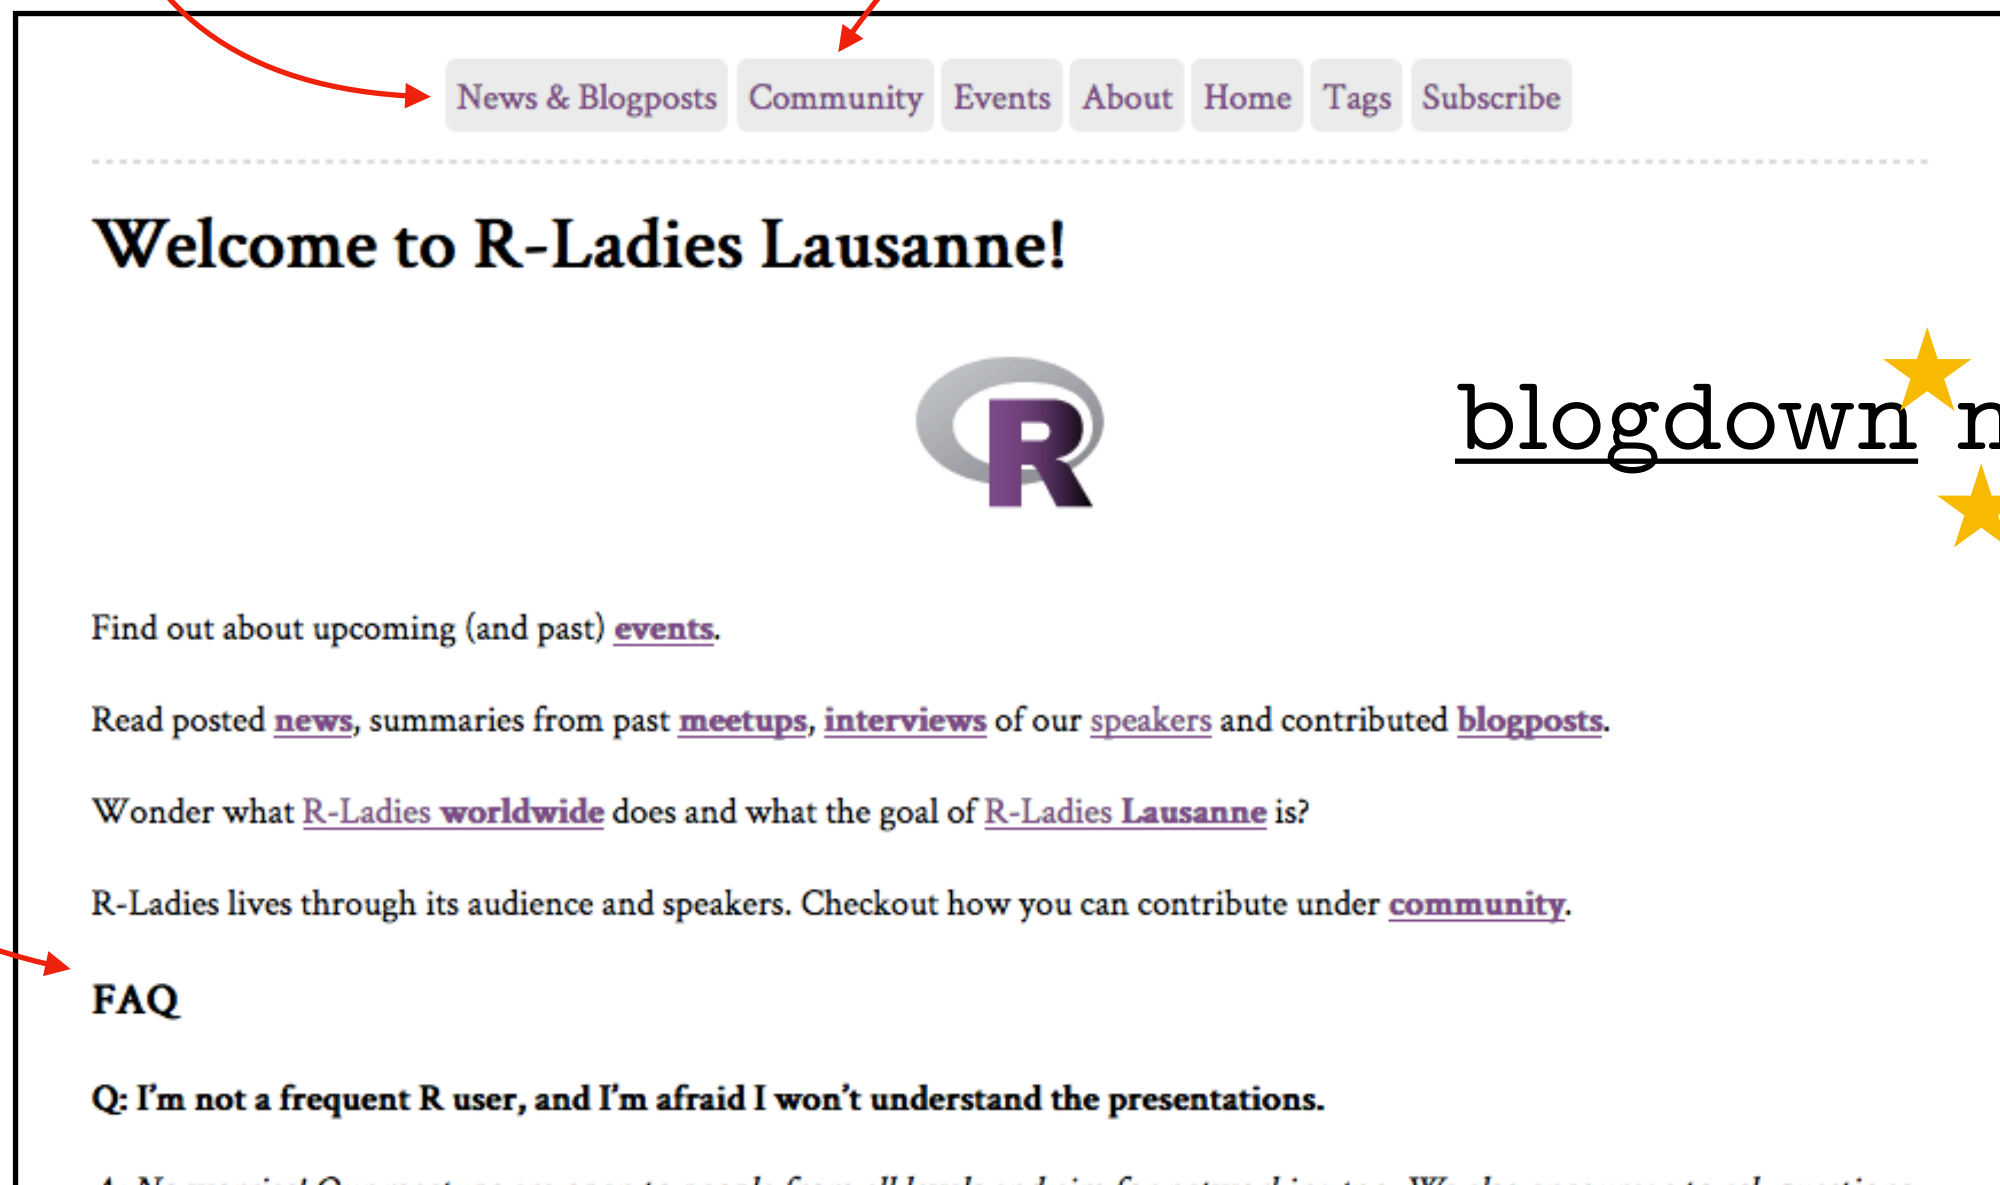 News & Blogposts Community Events About Home Tags Subscribe
Welcome to R-Ladies Lausanne!
R
blogdown
Find out about upcoming (and past) events.
Read posted news, summaries from past meetups, interviews of our speakers and contributed blogposts.
Wonder what R-Ladies worldwide does and what the goal of R-Ladies Lausanne is?
R-Ladies lives through its audience and speakers. Checkout how you can contribute under community.
FAQ
Q: I'm not a frequent R user, and I'm afraid I won't understand the presentations.